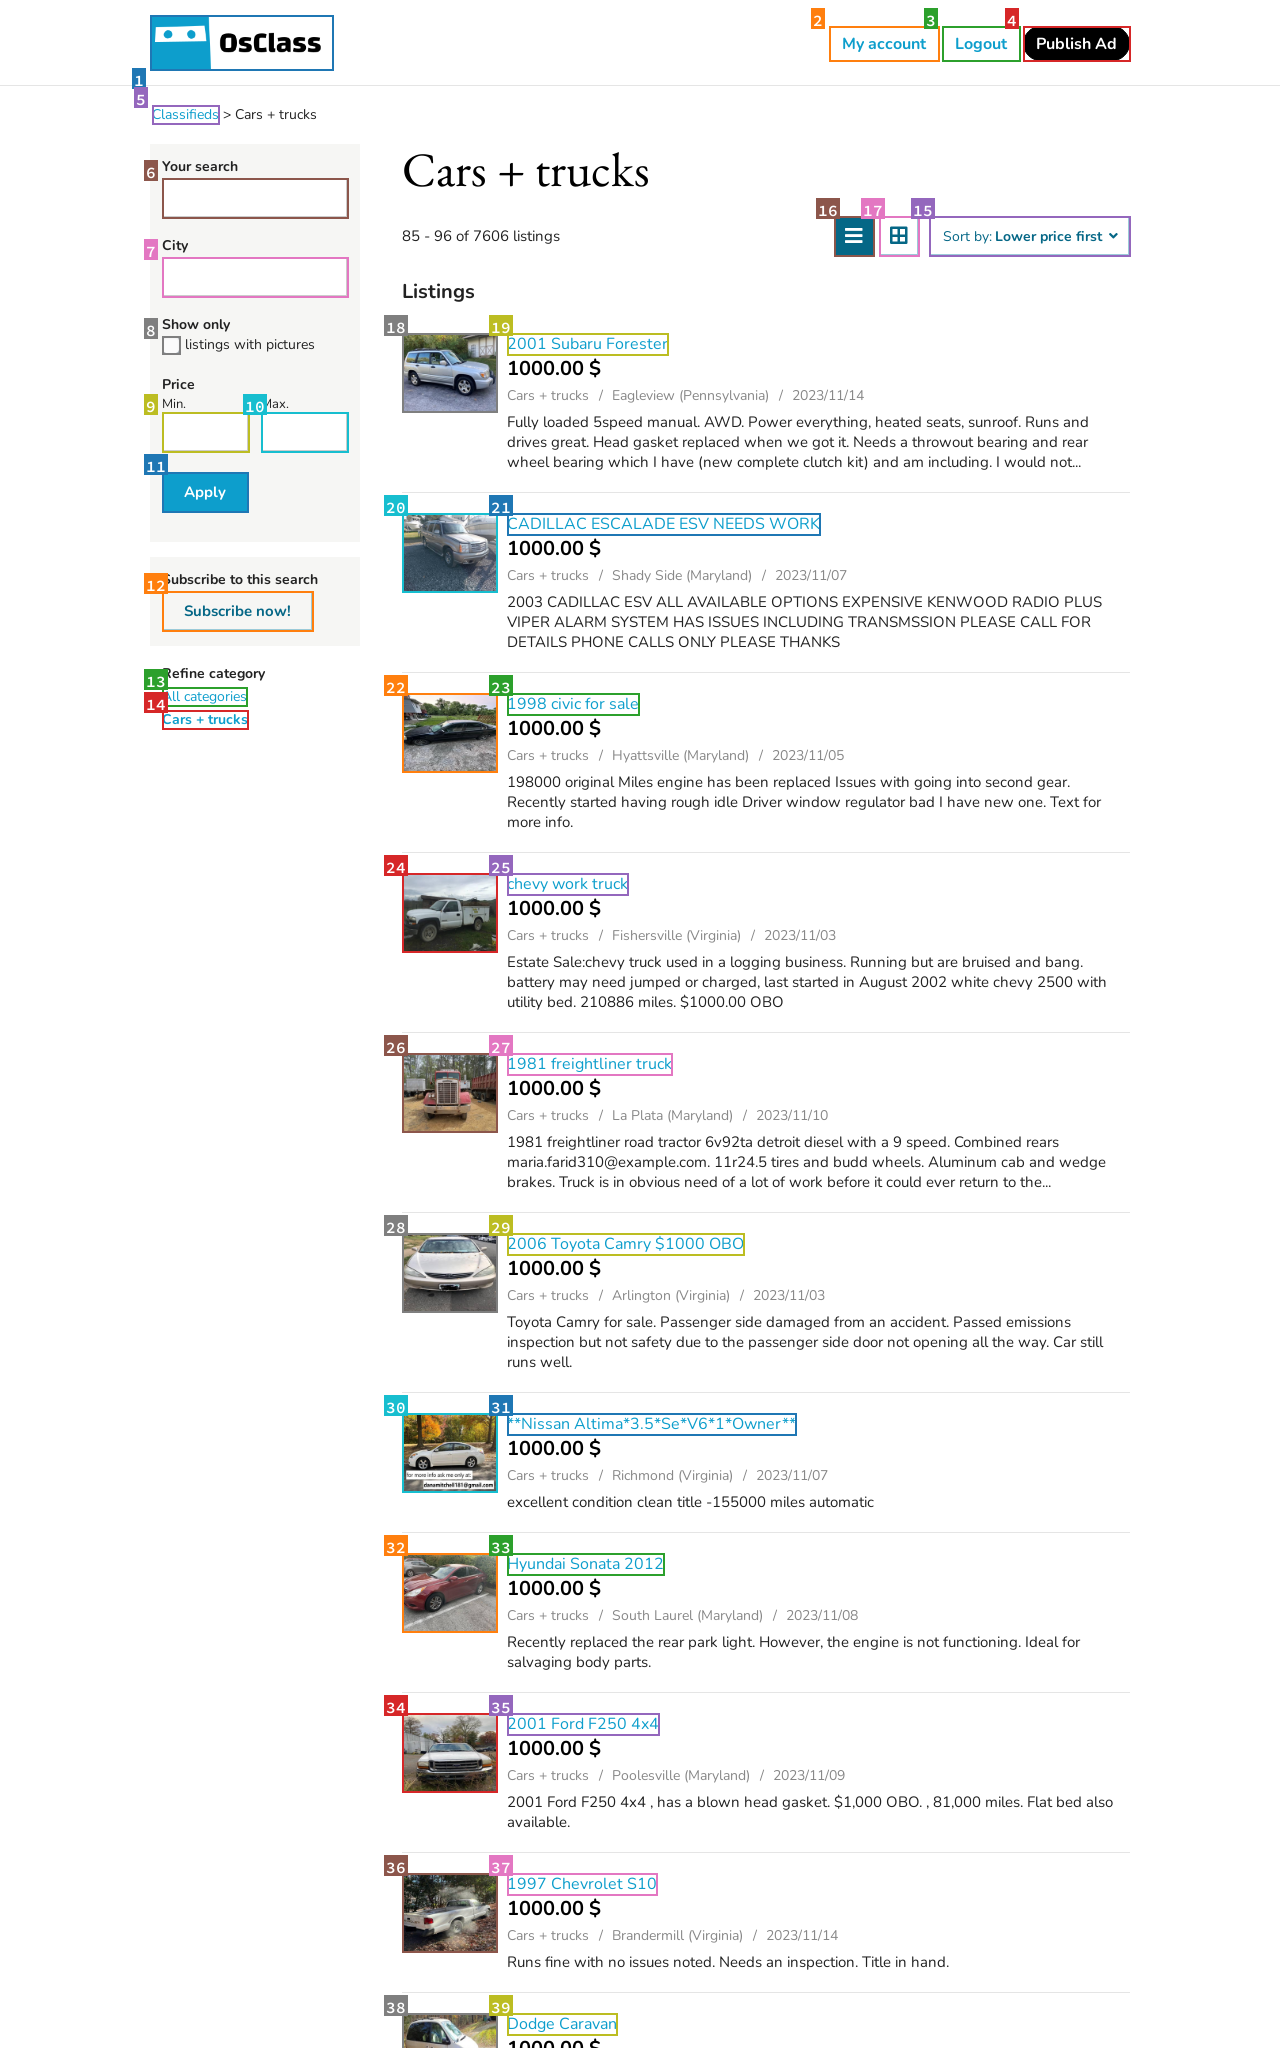 OsClass
My account
Logout
Publish Ad
Classifieds > Cars + trucks
Your search
City
Show only
listings with pictures
Price
Min.
Max.
Apply
Subscribe to this search
Subscribe now!
Refine category
All categories
Cars + trucks
Cars + trucks
85 - 96 of 7606 listings
Sort by: Lower price first
Listings
2001 Subaru Forester
1000.00 $
Cars + trucks / Eagleview (Pennsylvania) / 2023/11/14
Fully loaded 5speed manual. AWD. Power everything, heated seats, sunroof. Runs and
drives great. Head gasket replaced when we got it. Needs a throwout bearing and rear
wheel bearing which I have (new complete clutch kit) and am including. I would not...
CADILLAC ESCALADE ESV NEEDS WORK
1000.00 $
Cars + trucks / Shady Side (Maryland) / 2023/11/07
2003 CADILLAC ESV ALL AVAILABLE OPTIONS EXPENSIVE KENWOOD RADIO PLUS
VIPER ALARM SYSTEM HAS ISSUES INCLUDING TRANSMSSION PLEASE CALL FOR
DETAILS PHONE CALLS ONLY PLEASE THANKS
1998 civic for sale
1000.00 $
Cars + trucks / Hyattsville (Maryland) / 2023/11/05
198000 original Miles engine has been replaced Issues with going into second gear.
Recently started having rough idle Driver window regulator bad I have new one. Text for
more info.
chevy work truck
1000.00 $
Cars + trucks / Fishersville (Virginia) / 2023/11/03
Estate Sale:chevy truck used in a logging business. Running but are bruised and bang.
battery may need jumped or charged, last started in August 2002 white chevy 2500 with
utility bed. 210886 miles. $1000.00 OBO
1981 freightliner truck
1000.00 $
Cars + trucks / La Plata (Maryland) / 2023/11/10
1981 freightliner road tractor 6v92ta detroit diesel with a 9 speed. Combined rears
maria.farid310@example.com. 11r24.5 tires and budd wheels. Aluminum cab and wedge
brakes. Truck is in obvious need of a lot of work before it could ever return to the...
2006 Toyota Camry $1000 OBO
1000.00 $
Cars + trucks / Arlington (Virginia) / 2023/11/03
Toyota Camry for sale. Passenger side damaged from an accident. Passed emissions
inspection but not safety due to the passenger side door not opening all the way. Car still
runs well.
**Nissan Altima*3.5*Se*V6*1*Owner**
1000.00 $
Cars + trucks / Richmond (Virginia) / 2023/11/07
excellent condition clean title -155000 miles automatic
for more info ask me only at:
danamitchell181@gmail.com
Hyundai Sonata 2012
1000.00 $
Cars + trucks / South Laurel (Maryland) / 2023/11/08
Recently replaced the rear park light. However, the engine is not functioning. Ideal for
salvaging body parts.
2001 Ford F250 4x4
1000.00 $
Cars + trucks / Poolesville (Maryland) / 2023/11/09
2001 Ford F250 4x4 , has a blown head gasket. $1,000 OBO. , 81,000 miles. Flat bed also
available.
1997 Chevrolet S10
1000.00 $
Cars + trucks / Brandermill (Virginia) / 2023/11/14
Runs fine with no issues noted. Needs an inspection. Title in hand.
Dodge Caravan
1000.00 $
1
2
3
4
5
6
7
8
9
10
11
12
13
14
15
16
17
18
19
20
21
22
23
24
25
26
27
28
29
30
31
32
33
34
35
36
37
38
39